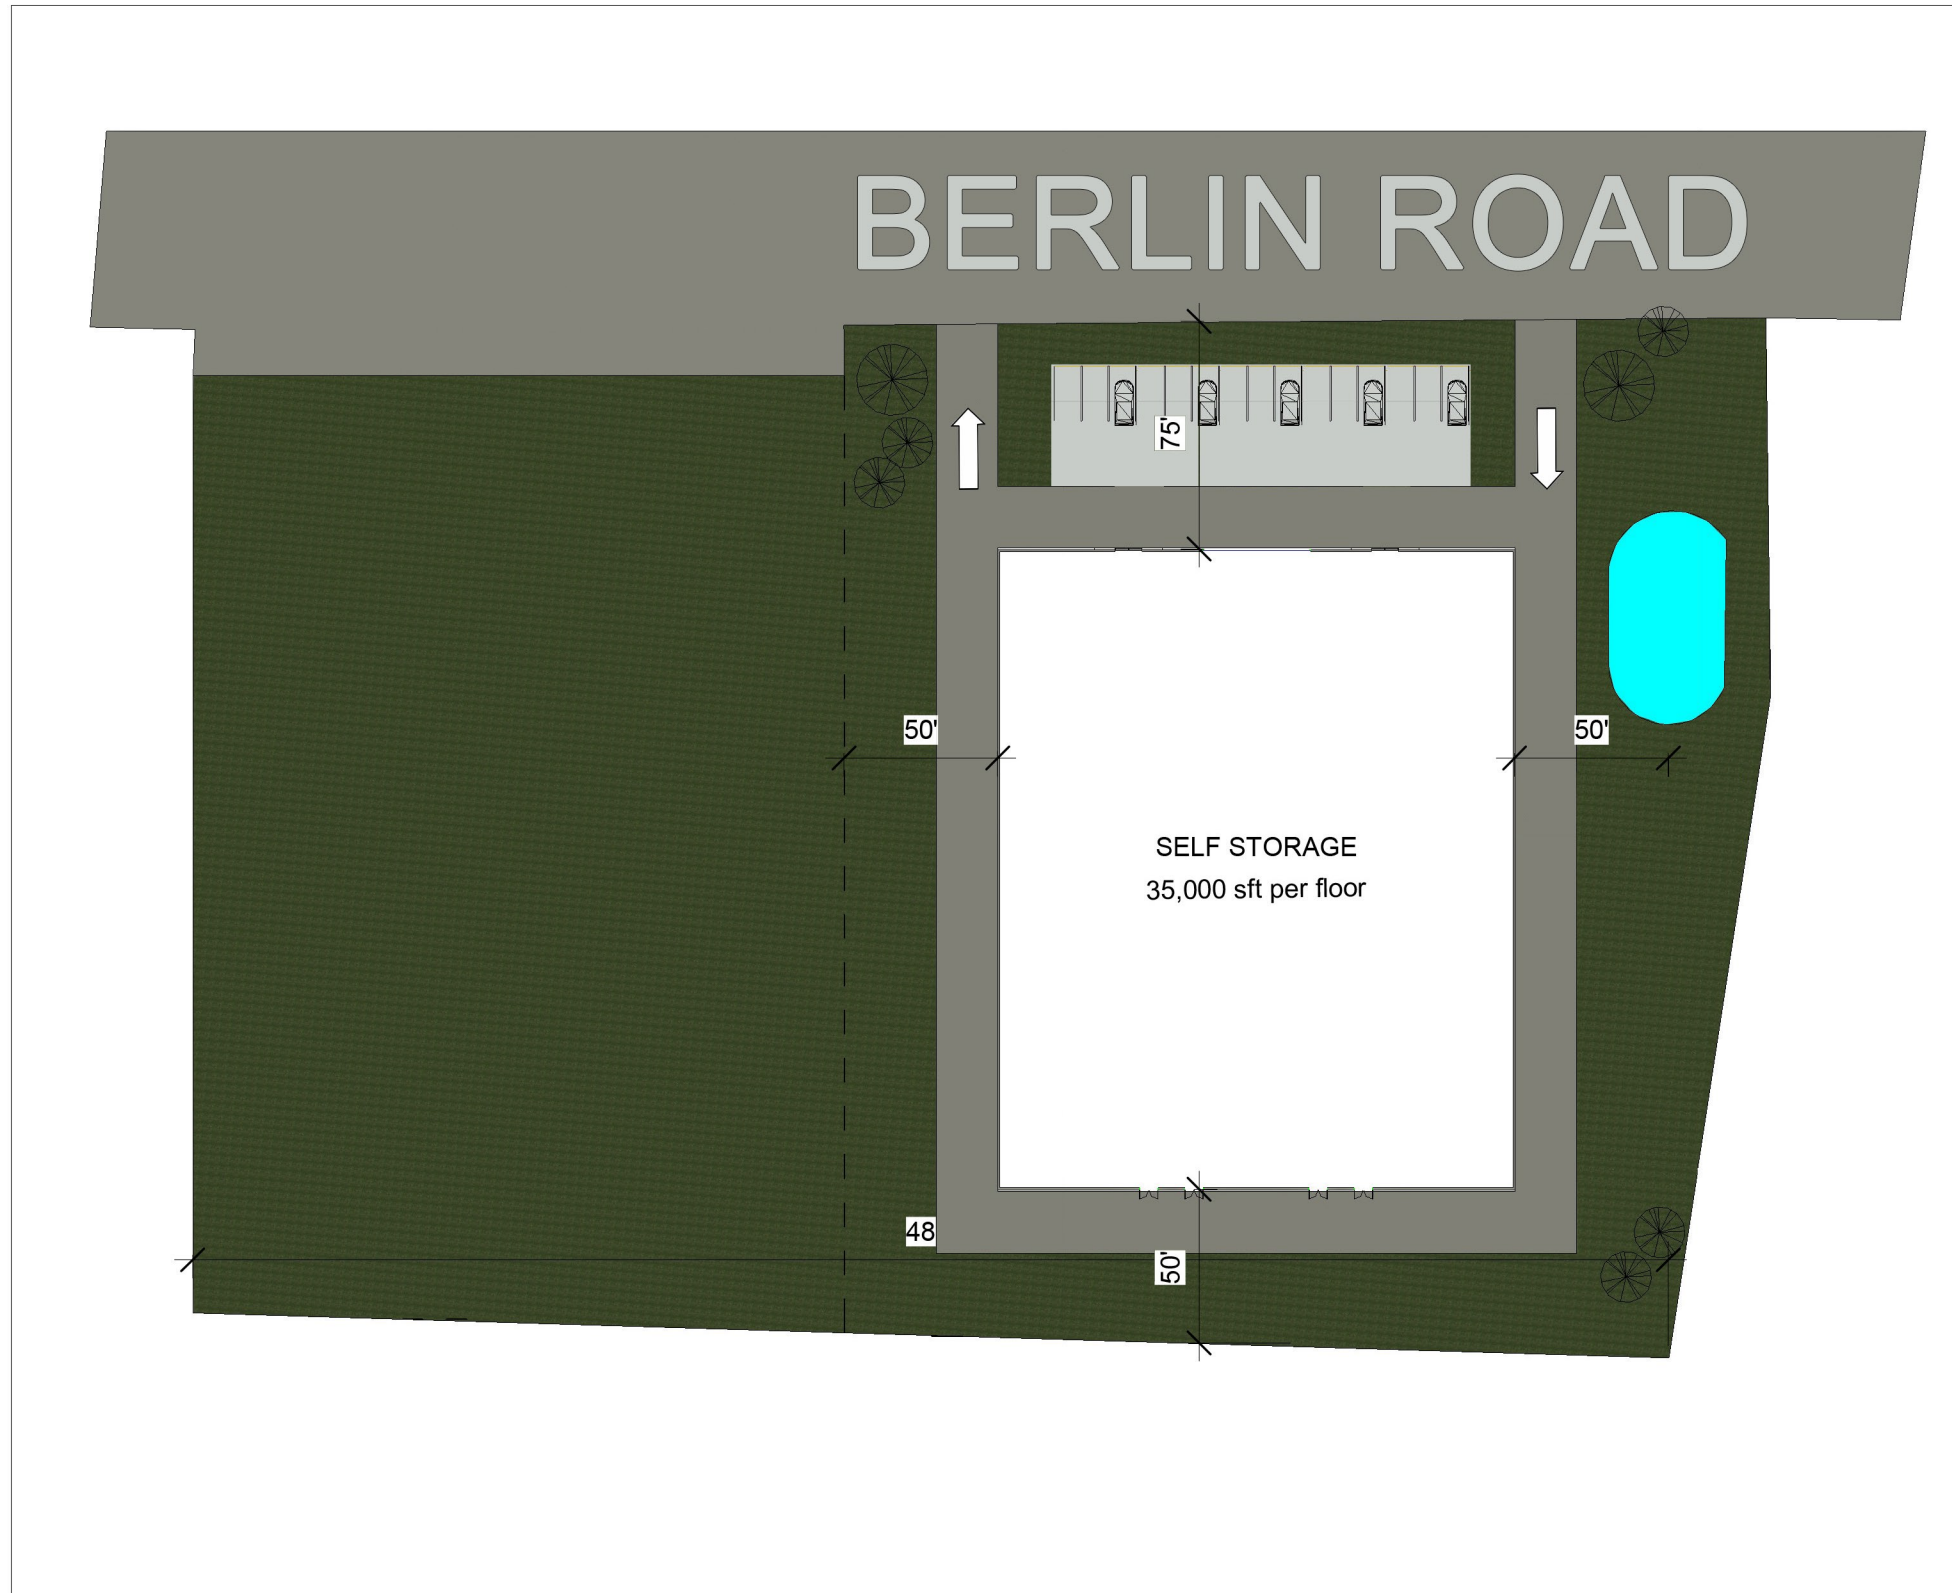 BERLIN ROAD
75'
50'
50'
SELF STORAGE
35,000 sft per floor
48
50'